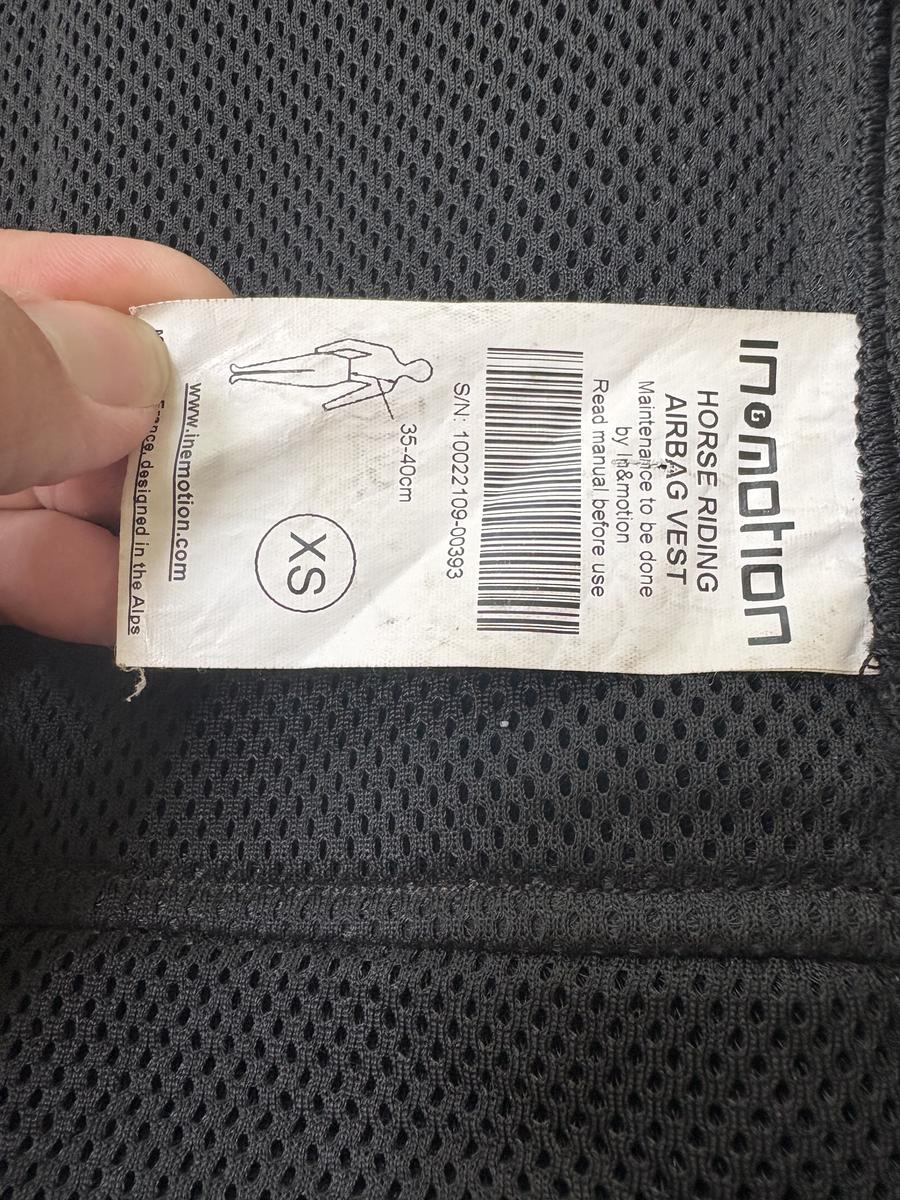 In&motion
HORSE RIDING
AIRBAG VEST
Maintenance to be done
by In&motion
Read manual before use
S/N: 10022109-00393
35-40cm
XS
www.inemotion.com
France, designed in the Alps